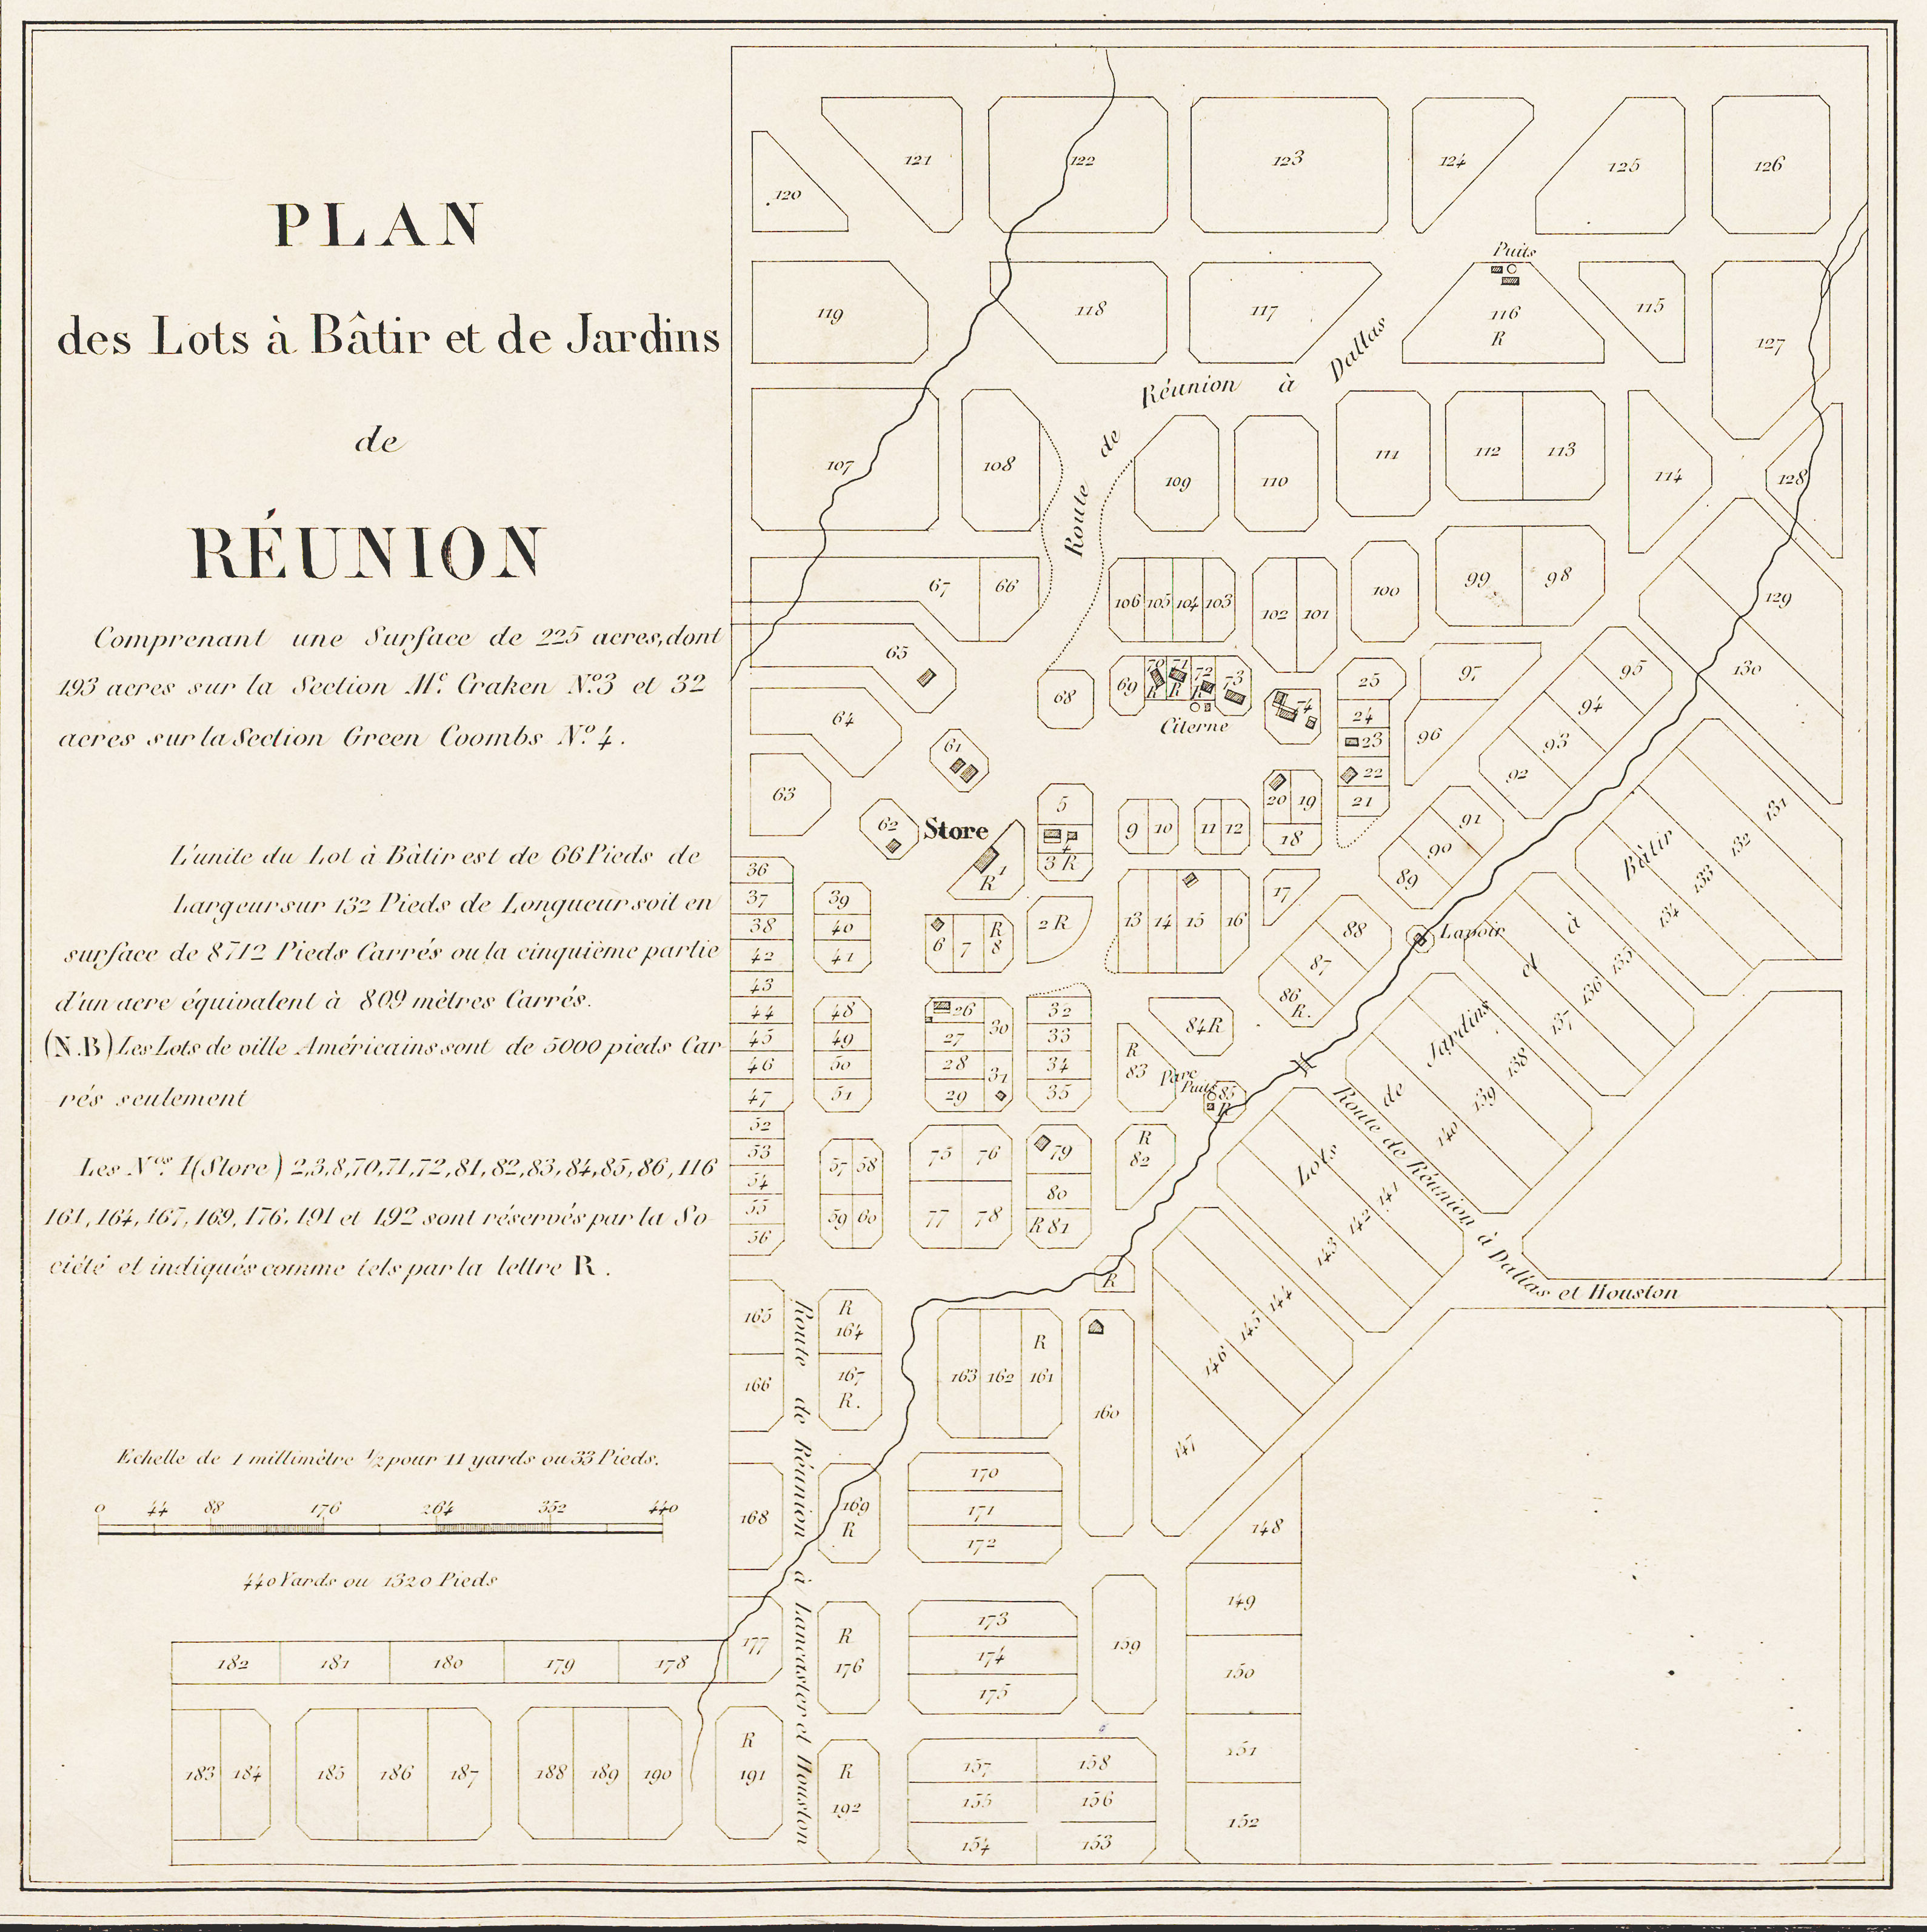 PLAN
des Lots à Bâtir et de Jardins
de
RÉUNION
Comprenant une Surface de 225 acres, dont
193 acres sur la Section Mc. Craken No. 3 et 32
acres sur la Section Green Coombs No. 4.
L'unite du Lot à Bâtir est de 66 Pieds de
Largeur sur 132 Pieds de Longueur soit en
surface de 8712 Pieds Carrés ou la cinquième partie
d'un acre équivalent à 809 mètres Carrés.
(N.B) Les Lots de ville Américains sont de 5000 pieds Car-
rés seulement
Les Nos. 1 (Store) 2,3,8,70,71,72,81,82,83,84,85,86,116
161, 164, 167, 169, 176, 191 et 192 sont réservés par la So-
ciété et indiqués comme tels par la lettre R.
Echelle de 1 millimètre 1/2 pour 11 yards ou 33 Pieds.
0 44 88 176 264 352 440
440 Yards ou 1320 Pieds
120 121 122 123 124 125 126
Puits
119 118 117 116 R 115 127
Route de Réunion à Dallas
107 108 109 110 111 112 113 114 128
67 66 106 105 104 103 102 101 100 99 98 129
65 68 69 70 R 71 R 72 R 73 74 25 97 95 130
Citerne
64 24 96 94
61 23 93
63 22 92
62 Store 5 9 10 11 12 20 19 21 91 131
1 R 4 3 R 18 90 132
36 89 133
37 39 2 R 13 14 15 16 17 134
38 40 6 7 R 8 88 Lavoir
42 41 87 135
43 86 R. 136
44 48 26 30 32 84 R 137
45 49 27 33 R 83 138
46 50 28 31 34 Parc
47 51 29 35 Puits 85 R 139
Lots de Jardins et à Bâtir
52 140
53 57 58 75 76 79 R 82
54 80 141
55 59 60 77 78 R 81 142
56 143
Route de Réunion à Dallas et Houston
R
165 R 164 144
166 167 R. 163 162 R 161 160 145
146
147
Route de Réunion à Lancaster et Houston
168 169 R 170
171
172 148
177 R 176 173 159 149
182 181 180 179 178 174 150
175
183 184 185 186 187 188 189 190 R 191 R 192 157 158 151
155 156 152
154 153